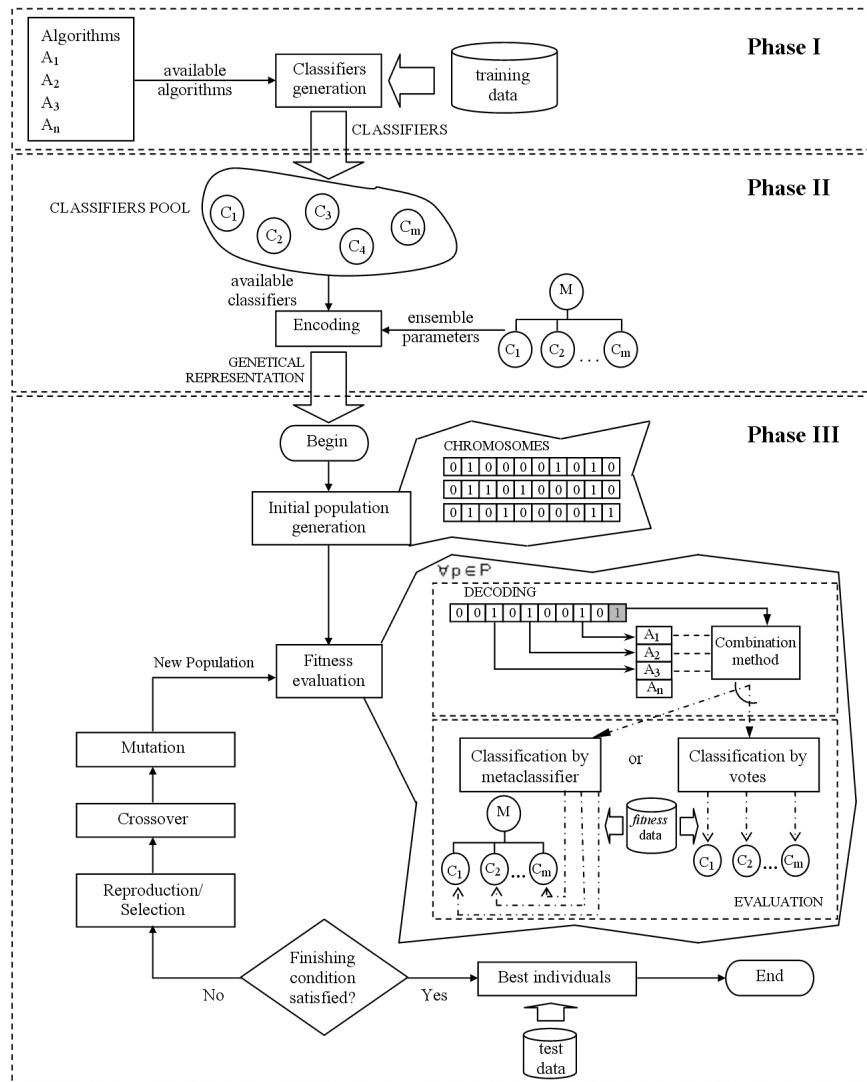 Phase I
Algorithms
A1
A2
A3
An
available
algorithms
Classifiers
generation
training
data
CLASSIFIERS
Phase II
CLASSIFIERS POOL
C1
C2
C3
C4
Cm
available
classifiers
Encoding
ensemble
parameters
M
C1
C2
...
Cm
GENETICAL
REPRESENTATION
Phase III
Begin
CHROMOSOMES
0 1 0 0 0 0 1 0 1 0
0 1 1 0 1 0 0 0 1 0
0 1 0 1 0 0 0 0 1 1
Initial population
generation
∀p∈P
DECODING
0 0 1 0 1 0 0 1 0 1
A1
A2
A3
An
Combination
method
New Population
Fitness
evaluation
Mutation
Crossover
Reproduction/
Selection
Classification by
metaclassifier
or
Classification by
votes
M
C1
C2
...
Cm
fitness
data
C1
C2
...
Cm
EVALUATION
Finishing
condition
satisfied?
No
Yes
Best individuals
End
test
data